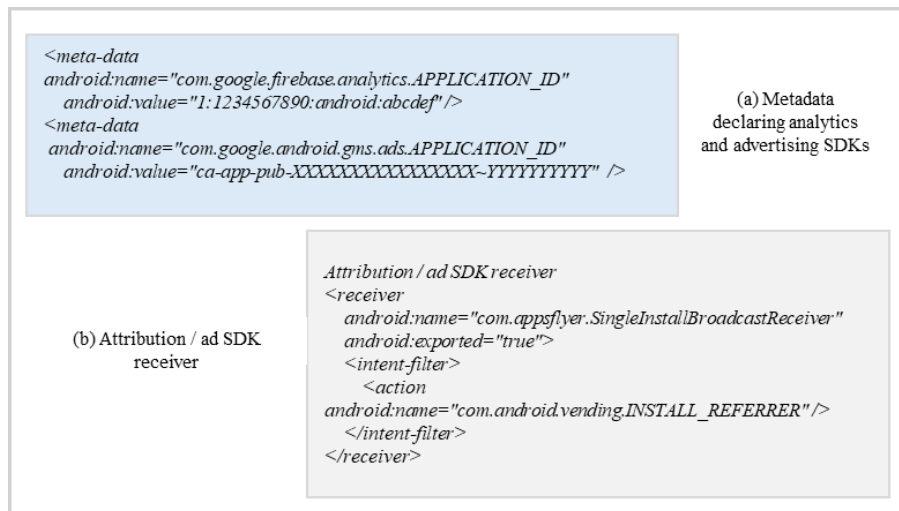 <meta-data
android:name="com.google.firebase.analytics.APPLICATION_ID"
android:value="1:1234567890:android:abcdef"/>
<meta-data
android:name="com.google.android.gms.ads.APPLICATION_ID"
android:value="ca-app-pub-XXXXXXXXXXXXXXXX~YYYYYYYYYY" />
(a) Metadata
declaring analytics
and advertising SDKs
(b) Attribution / ad SDK
receiver
Attribution / ad SDK receiver
<receiver
android:name="com.appsflyer.SingleInstallBroadcastReceiver"
android:exported="true">
<intent-filter>
<action
android:name="com.android.vending.INSTALL_REFERRER"/>
</intent-filter>
</receiver>